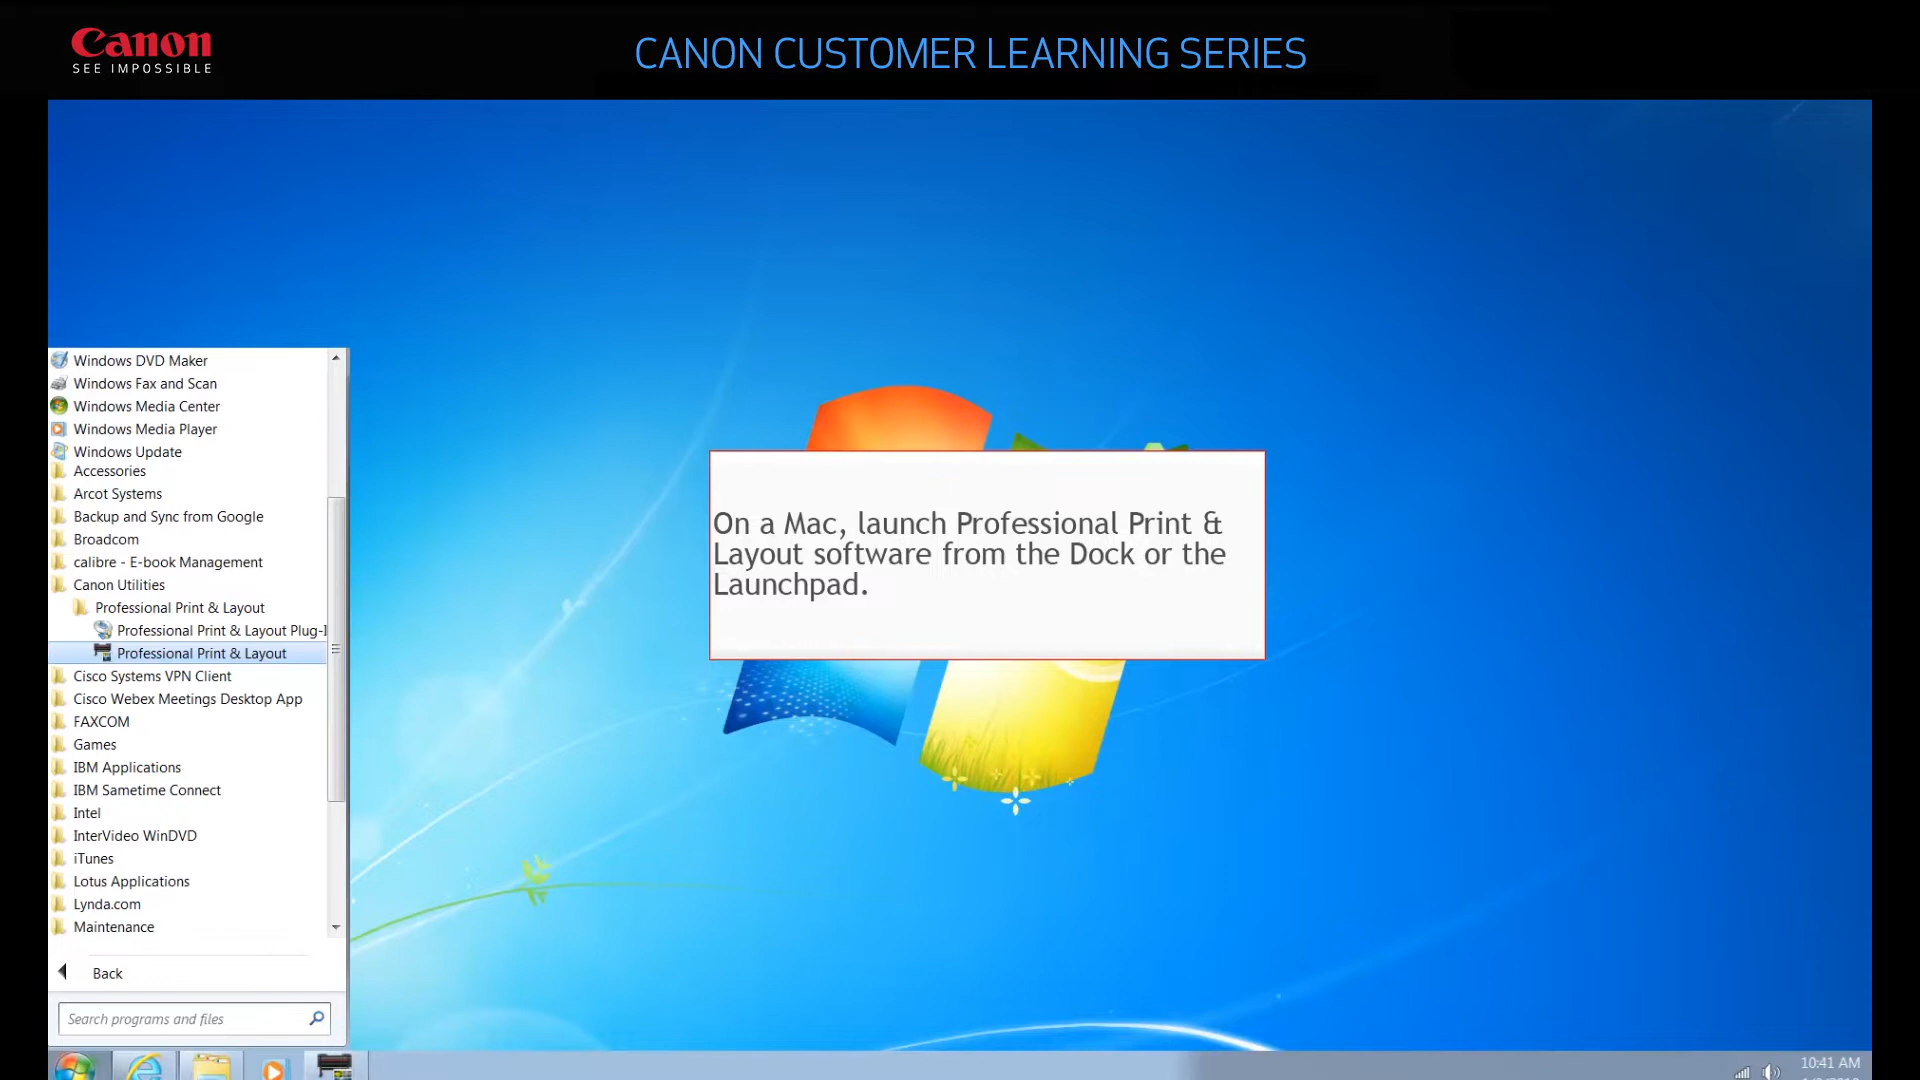 Canon
SEE IMPOSSIBLE
CANON CUSTOMER LEARNING SERIES
Windows DVD Maker
Windows Fax and Scan
Windows Media Center
Windows Media Player
Windows Update
Accessories
Arcot Systems
Backup and Sync from Google
Broadcom
calibre - E-book Management
Canon Utilities
Professional Print & Layout
Professional Print & Layout Plug-I
Professional Print & Layout
Cisco Systems VPN Client
Cisco Webex Meetings Desktop App
FAXCOM
Games
IBM Applications
IBM Sametime Connect
Intel
InterVideo WinDVD
iTunes
Lotus Applications
Lynda.com
Maintenance
Back
Search programs and files
On a Mac, launch Professional Print &
Layout software from the Dock or the
Launchpad.
10:41 AM